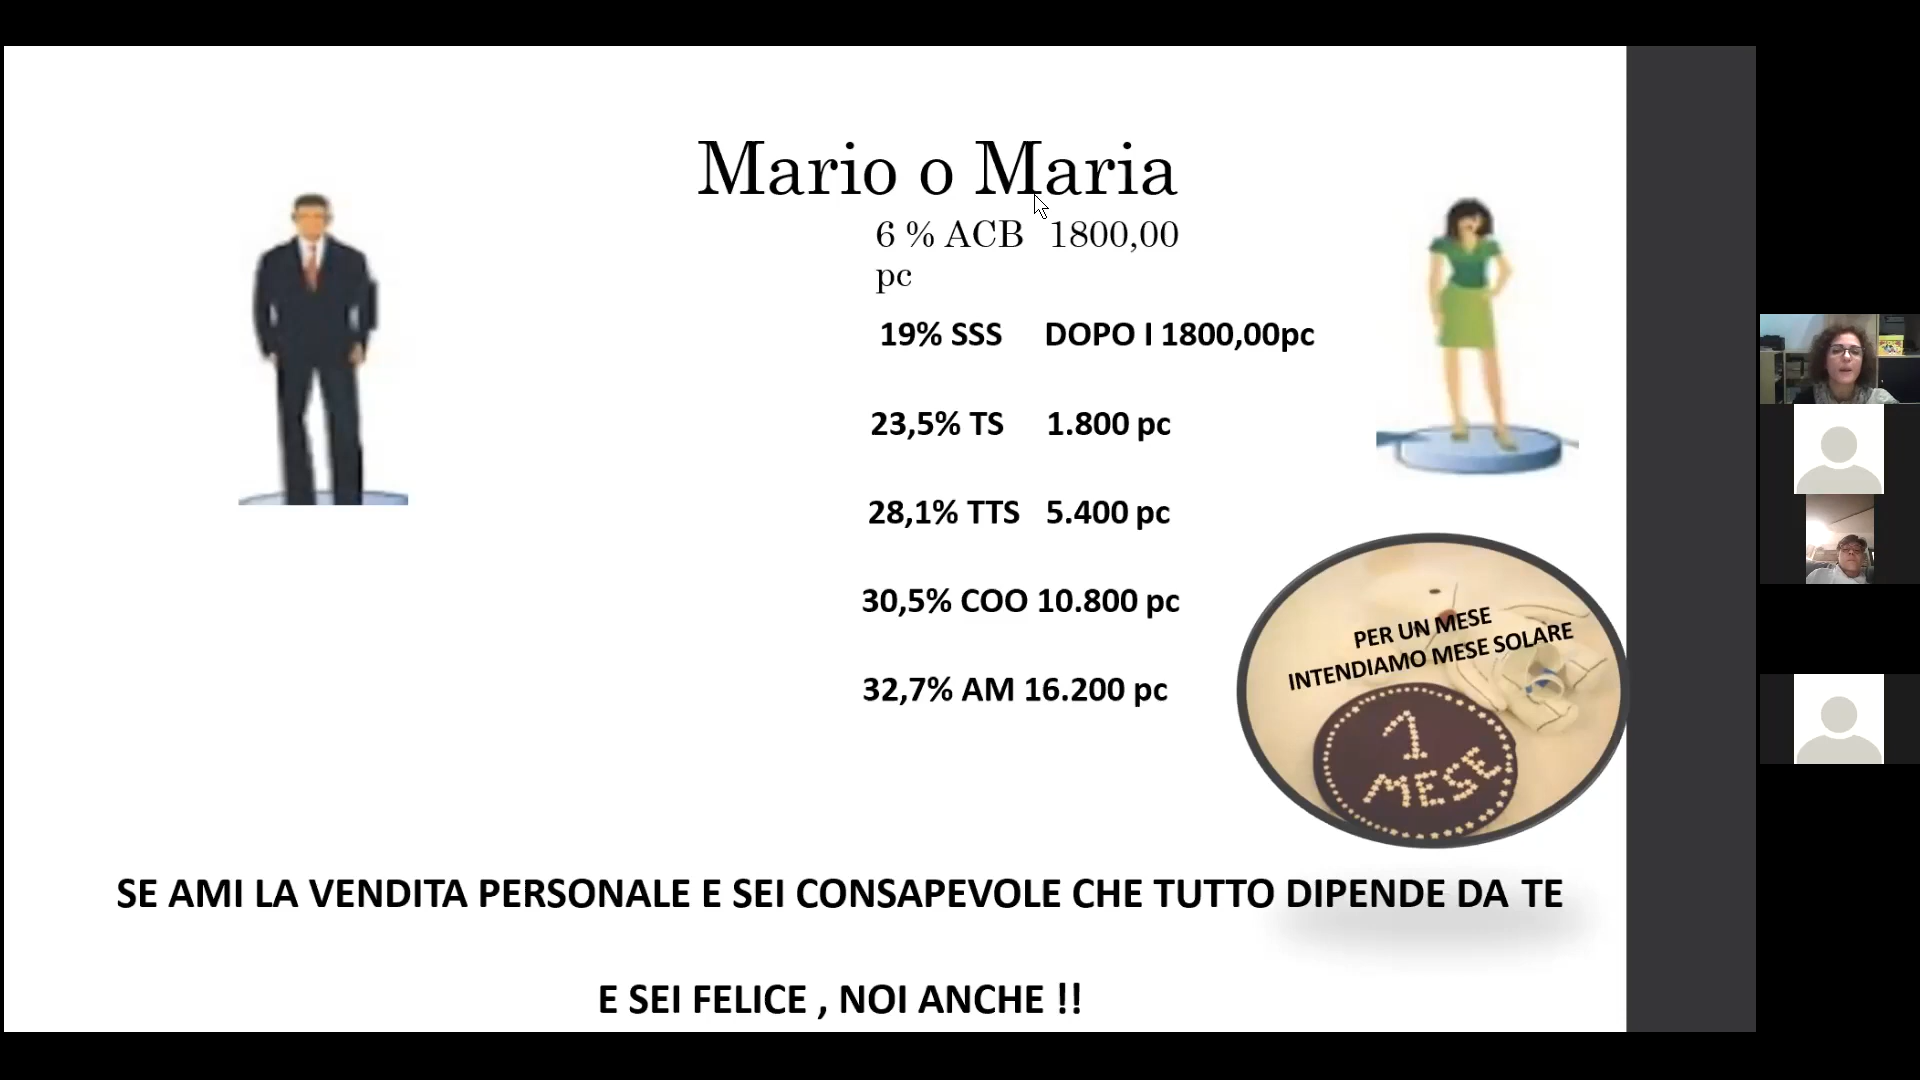 Mario o Maria
6 % ACB 1800,00
pc
19% SSS DOPO I 1800,00pc
23,5% TS 1.800 pc
28,1% TTS 5.400 pc
30,5% COO 10.800 pc
32,7% AM 16.200 pc
PER UN MESE
INTENDIAMO MESE SOLARE
1
MESE
SE AMI LA VENDITA PERSONALE E SEI CONSAPEVOLE CHE TUTTO DIPENDE DA TE
E SEI FELICE , NOI ANCHE !!